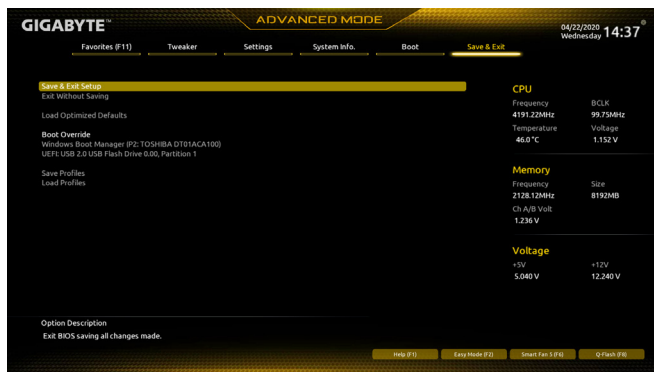 GIGABYTE™
ADVANCED MODE
04/22/2020
Wednesday
14:37
Favorites (F11) Tweaker Settings System Info. Boot Save & Exit
Save & Exit Setup
Exit Without Saving
Load Optimized Defaults
Boot Override
Windows Boot Manager (P2: TOSHIBA DT01ACA100)
UEFI: USB 2.0 USB Flash Drive 0.00, Partition 1
Save Profiles
Load Profiles
CPU
Frequency BCLK
4191.22MHz 99.75MHz
Temperature Voltage
46.0 °C 1.152 V
Memory
Frequency Size
2128.12MHz 8192MB
Ch A/B Volt
1.236 V
Voltage
+5V +12V
5.040 V 12.240 V
Option Description
Exit BIOS saving all changes made.
Help (F1) Easy Mode (F2) Smart Fan 5 (F6) Q-Flash (F8)